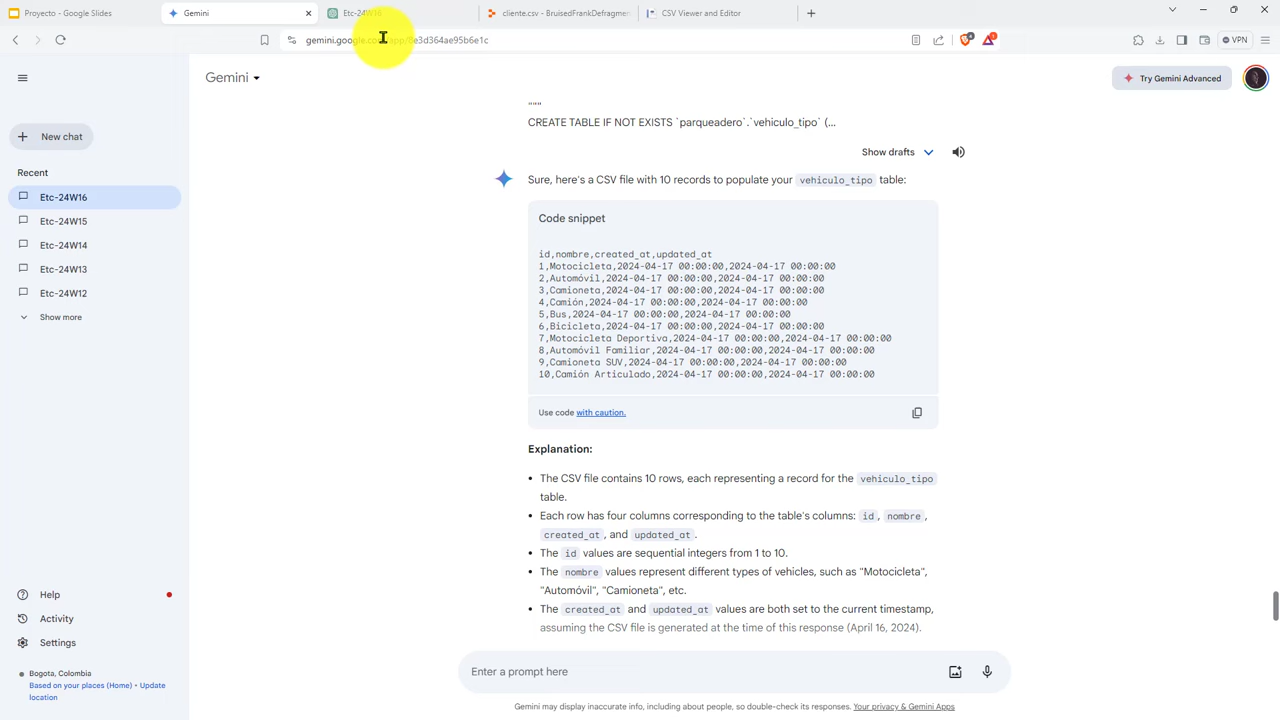 Proyecto - Google Slides
Gemini
Etc-24W16
cliente.csv - BruisedFrankDefragmen
CSV Viewer and Editor
gemini.google.com/app/8e3d364ae95b6e1c
VPN
Gemini
Try Gemini Advanced
New chat
Recent
Etc-24W16
Etc-24W15
Etc-24W14
Etc-24W13
Etc-24W12
Show more
"""
CREATE TABLE IF NOT EXISTS `parqueadero`.`vehiculo_tipo` (...
Show drafts
Sure, here's a CSV file with 10 records to populate your vehiculo_tipo table:
Code snippet
id,nombre,created_at,updated_at
1,Motocicleta,2024-04-17 00:00:00,2024-04-17 00:00:00
2,Automóvil,2024-04-17 00:00:00,2024-04-17 00:00:00
3,Camioneta,2024-04-17 00:00:00,2024-04-17 00:00:00
4,Camión,2024-04-17 00:00:00,2024-04-17 00:00:00
5,Bus,2024-04-17 00:00:00,2024-04-17 00:00:00
6,Bicicleta,2024-04-17 00:00:00,2024-04-17 00:00:00
7,Motocicleta Deportiva,2024-04-17 00:00:00,2024-04-17 00:00:00
8,Automóvil Familiar,2024-04-17 00:00:00,2024-04-17 00:00:00
9,Camioneta SUV,2024-04-17 00:00:00,2024-04-17 00:00:00
10,Camión Articulado,2024-04-17 00:00:00,2024-04-17 00:00:00
Use code with caution.
Explanation:
• The CSV file contains 10 rows, each representing a record for the vehiculo_tipo
table.
• Each row has four columns corresponding to the table's columns: id, nombre,
created_at, and updated_at.
• The id values are sequential integers from 1 to 10.
• The nombre values represent different types of vehicles, such as "Motocicleta",
"Automóvil", "Camioneta", etc.
• The created_at and updated_at values are both set to the current timestamp,
assuming the CSV file is generated at the time of this response (April 16, 2024).
Help
Activity
Settings
Bogota, Colombia
Based on your places (Home) • Update
location
Enter a prompt here
Gemini may display inaccurate info, including about people, so double-check its responses. Your privacy & Gemini Apps